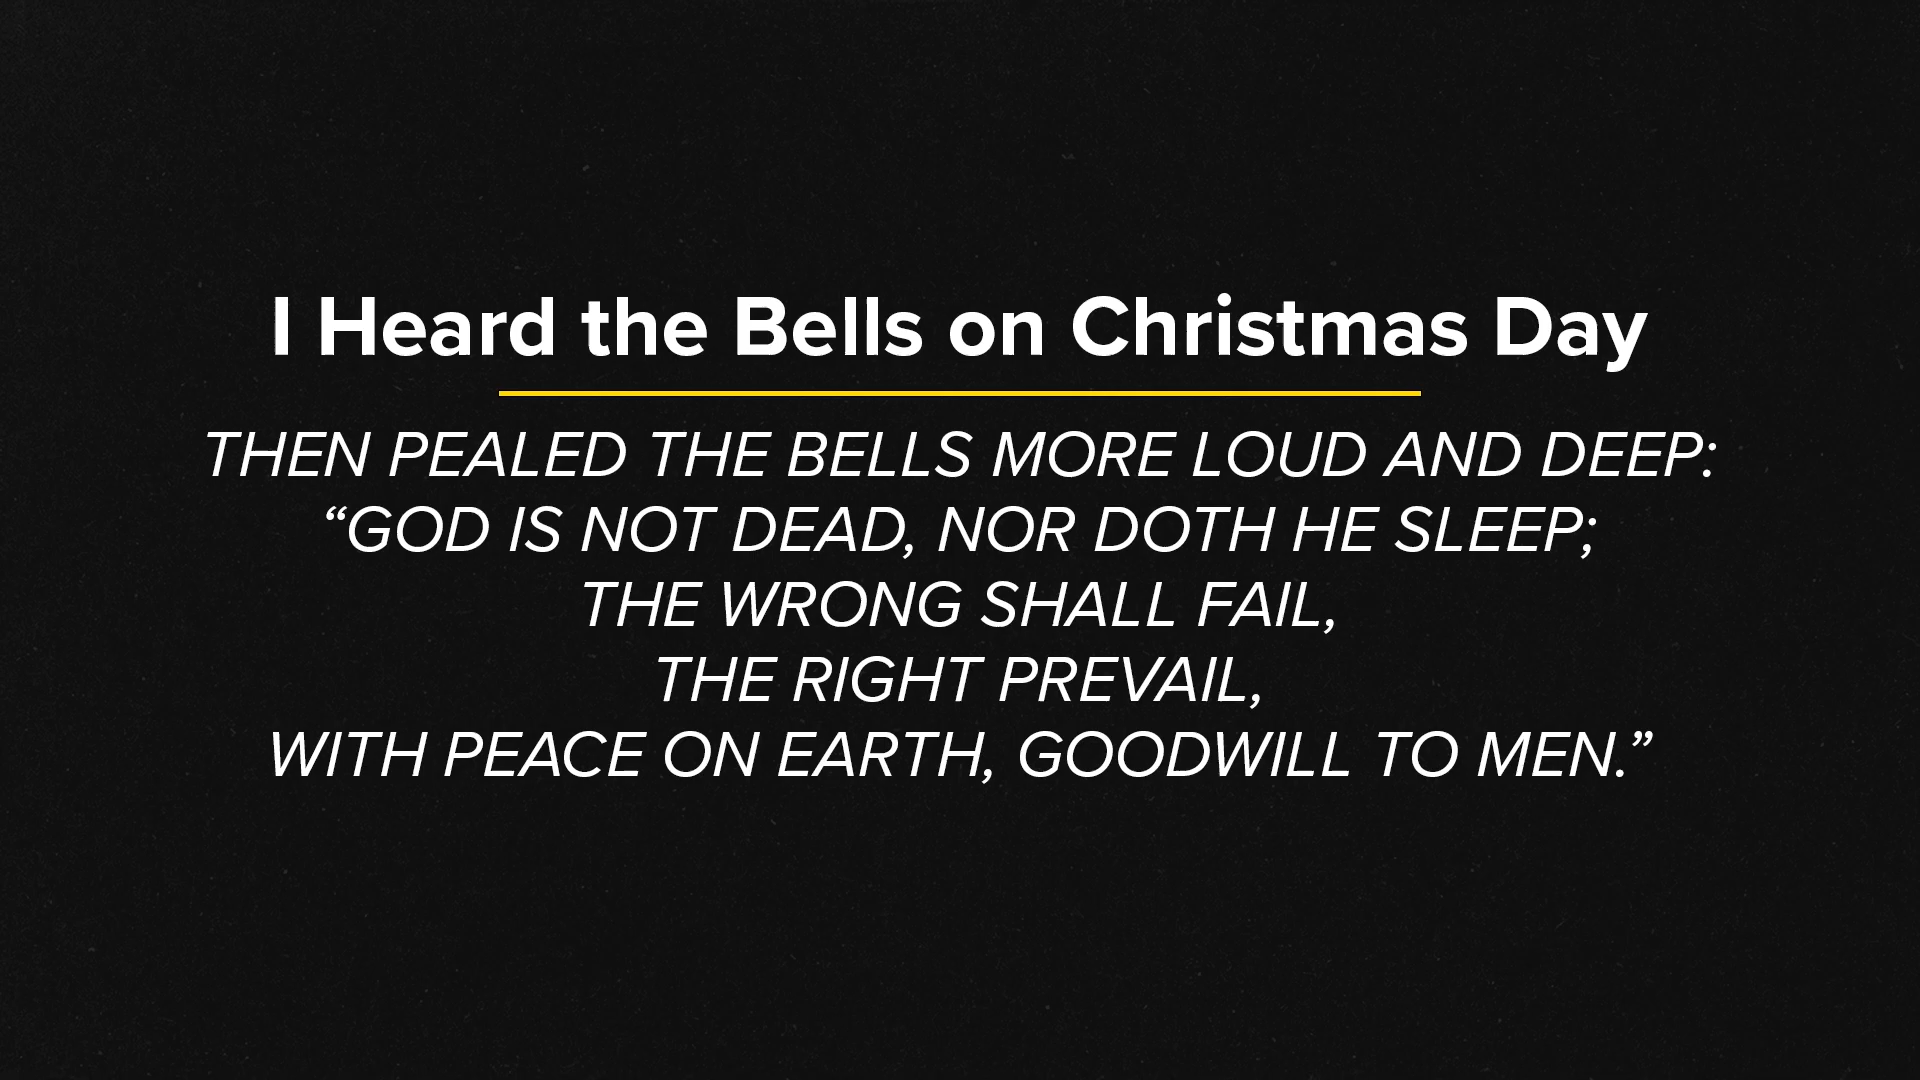 I Heard the Bells on Christmas Day
THEN PEALED THE BELLS MORE LOUD AND DEEP:
“GOD IS NOT DEAD, NOR DOTH HE SLEEP;
THE WRONG SHALL FAIL,
THE RIGHT PREVAIL,
WITH PEACE ON EARTH, GOODWILL TO MEN.”